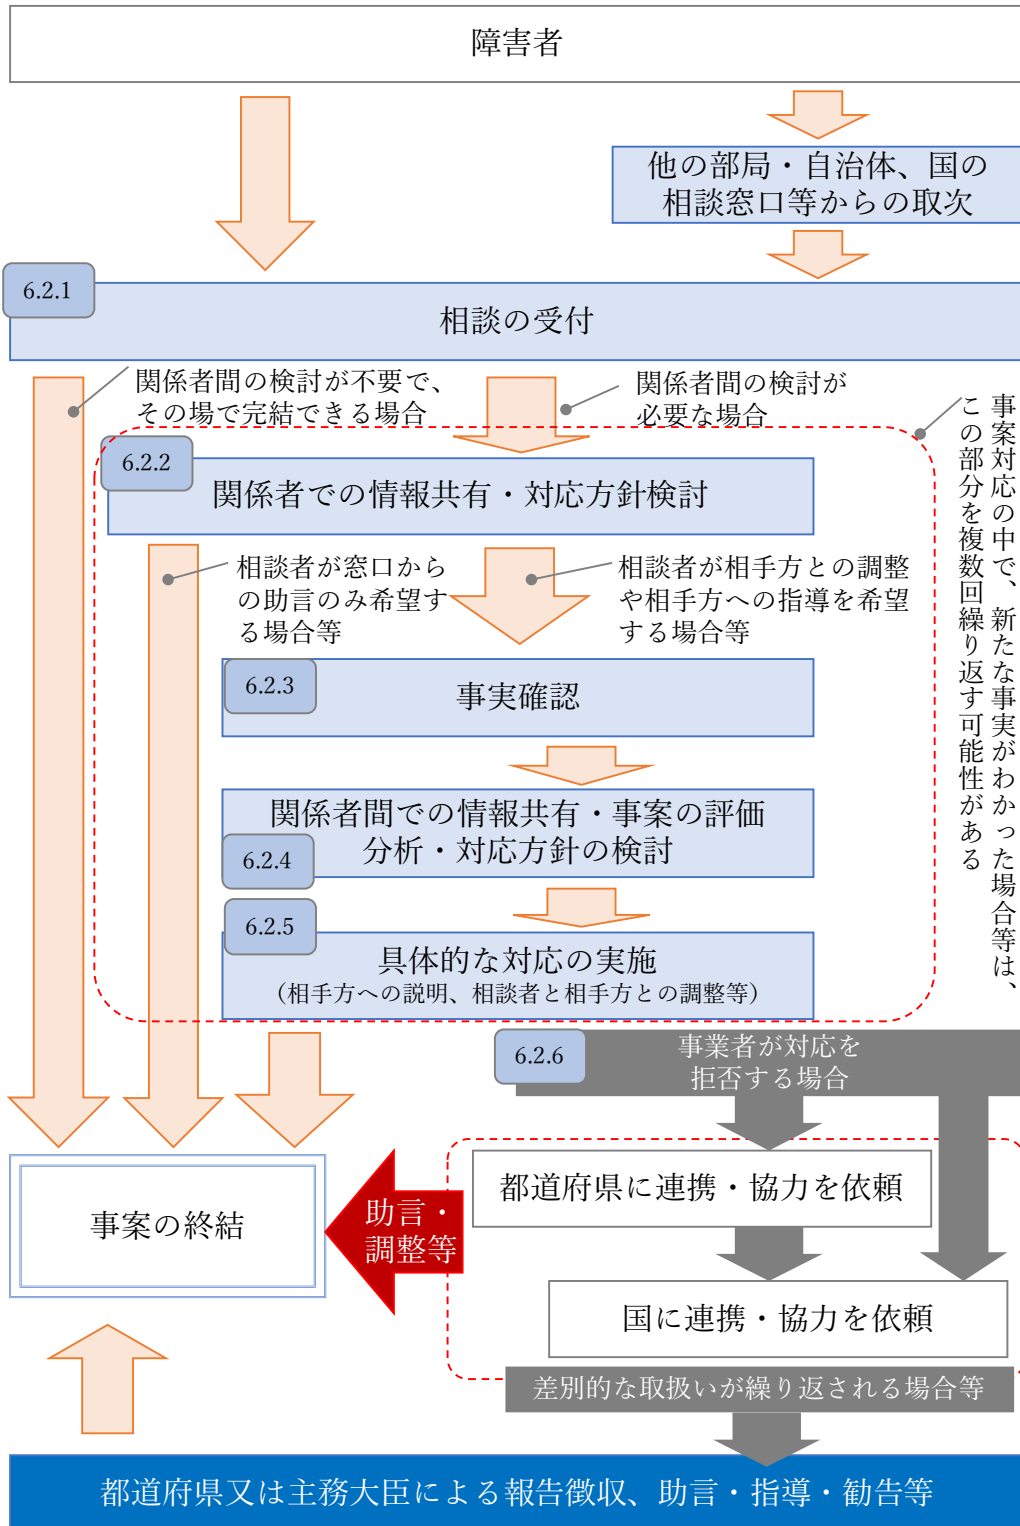 障害者
他の部局・自治体、国の
相談窓口等からの取次
6.2.1
相談の受付
関係者間の検討が不要で、
その場で完結できる場合
関係者間の検討が
必要な場合
事案対応の中で、新たな事実がわかった場合等は、
この部分を複数回繰り返す可能性がある
6.2.2
関係者での情報共有・対応方針検討
相談者が窓口から
の助言のみ希望す
る場合等
相談者が相手方との調整
や相手方への指導を希望
する場合等
6.2.3
事実確認
関係者間での情報共有・事案の評価
分析・対応方針の検討
6.2.4
6.2.5
具体的な対応の実施
（相手方への説明、相談者と相手方との調整等）
6.2.6
事業者が対応を
拒否する場合
都道府県に連携・協力を依頼
助言・
調整等
事案の終結
国に連携・協力を依頼
差別的な取扱いが繰り返される場合等
都道府県又は主務大臣による報告徴収、助言・指導・勧告等